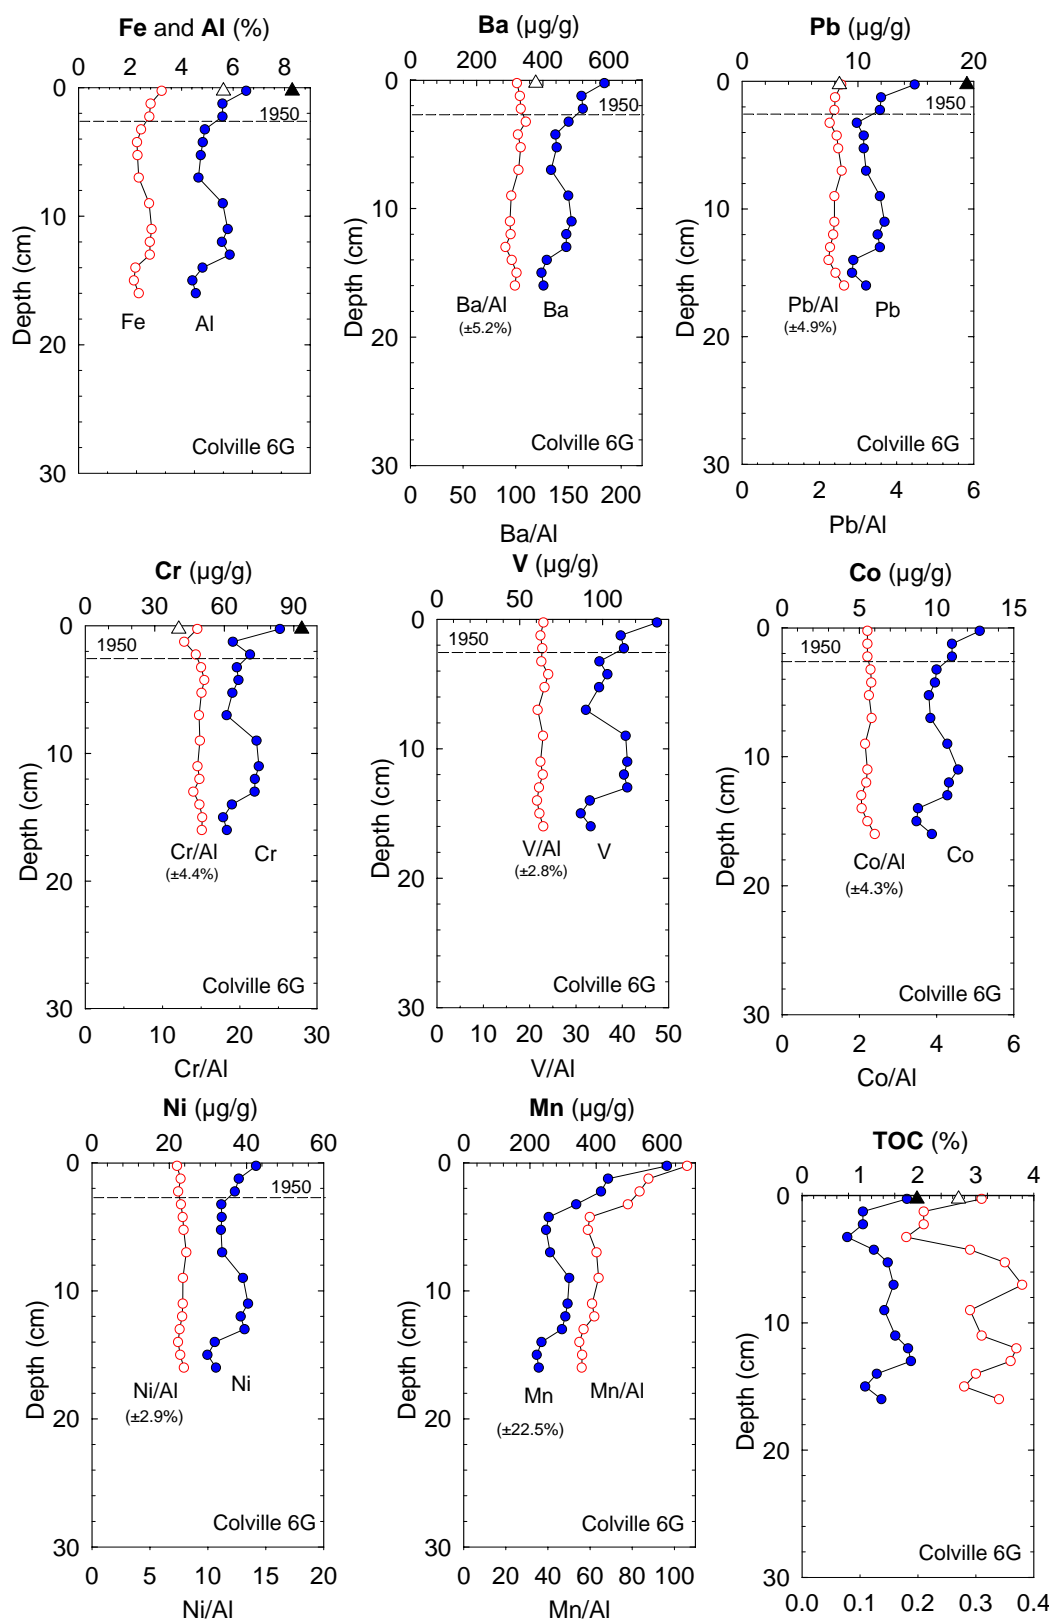 Fe and Al (%)
0 2 4 6 8
0
10
20
30
Depth (cm)
1950
Fe
Al
Colville 6G
Ba (µg/g)
0 200 400 600
0
10
20
30
Depth (cm)
1950
Ba/Al
(±5.2%)
Ba
Colville 6G
0 50 100 150 200
Ba/Al
Pb (µg/g)
0 10 20
0
10
20
30
Depth (cm)
1950
Pb/Al
(±4.9%)
Pb
Colville 6G
0 2 4 6
Pb/Al
Cr (µg/g)
0 30 60 90
0
10
20
30
Depth (cm)
1950
Cr/Al
(±4.4%)
Cr
Colville 6G
0 10 20 30
Cr/Al
V (µg/g)
0 50 100
0
10
20
30
Depth (cm)
1950
V/Al
(±2.8%)
V
Colville 6G
0 10 20 30 40 50
V/Al
Co (µg/g)
0 5 10 15
0
10
20
30
Depth (cm)
1950
Co/Al
(±4.3%)
Co
Colville 6G
0 2 4 6
Co/Al
Ni (µg/g)
0 20 40 60
0
10
20
30
Depth (cm)
1950
Ni/Al
(±2.9%)
Ni
Colville 6G
0 5 10 15 20
Ni/Al
Mn (µg/g)
0 200 400 600
0
10
20
30
Depth (cm)
Mn
Mn/Al
(±22.5%)
Colville 6G
0 20 40 60 80 100
Mn/Al
TOC (%)
0 1 2 3 4
0
10
20
30
Depth (cm)
Colville 6G
0.0 0.1 0.2 0.3 0.4